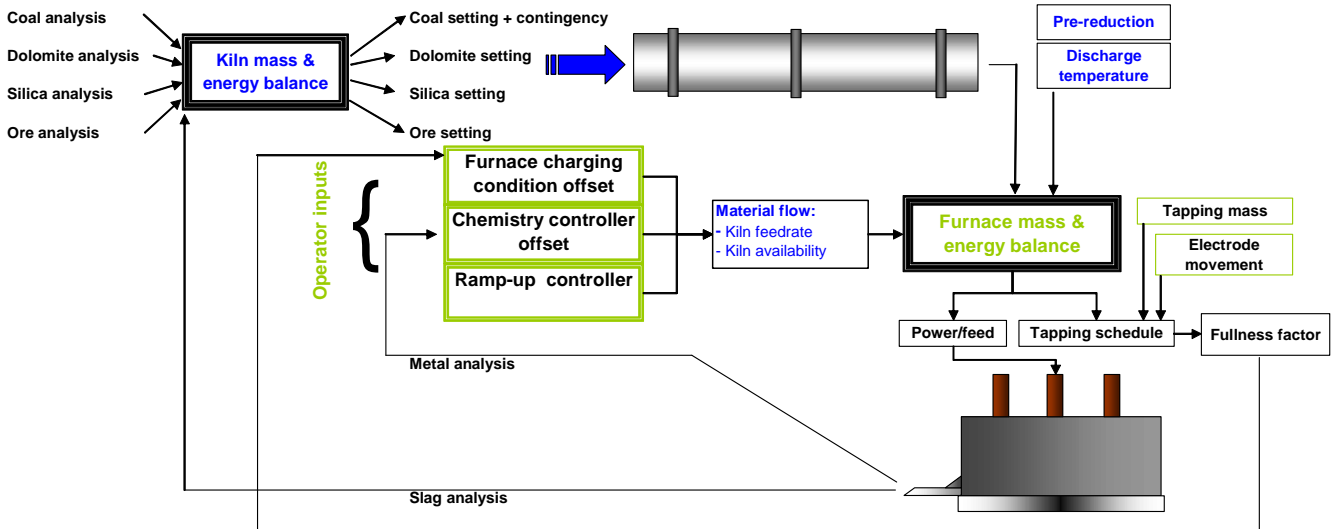 Coal analysis
Dolomite analysis
Silica analysis
Ore analysis
Kiln mass &
energy balance
Coal setting + contingency
Dolomite setting
Silica setting
Ore setting
Pre-reduction
Discharge
temperature
Operator inputs
{
Furnace charging
condition offset
Chemistry controller
offset
Ramp-up controller
Material flow:
- Kiln feedrate
- Kiln availability
Furnace mass &
energy balance
Tapping mass
Electrode
movement
Power/feed
Tapping schedule
Fullness factor
Metal analysis
Slag analysis